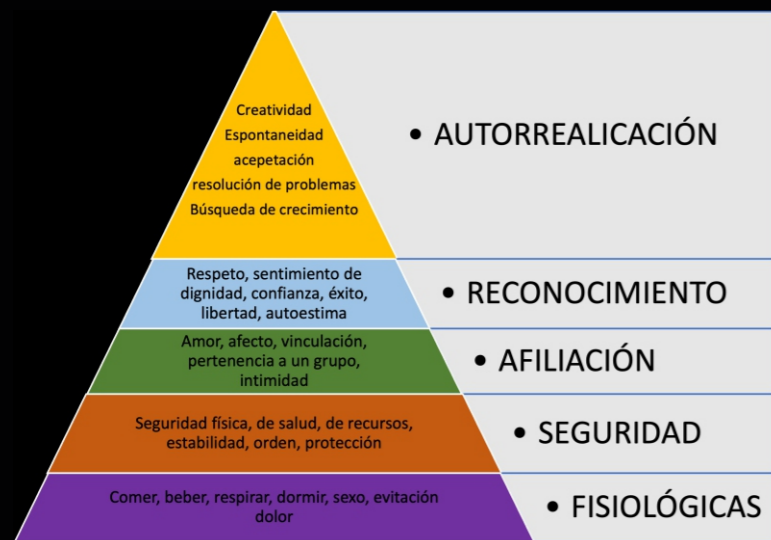 Creatividad
Espontaneidad
acepetación
resolución de problemas
Búsqueda de crecimiento
• AUTORREALICACIÓN
Respeto, sentimiento de
dignidad, confianza, éxito,
libertad, autoestima
• RECONOCIMIENTO
Amor, afecto, vinculación,
pertenencia a un grupo,
intimidad
• AFILIACIÓN
Seguridad física, de salud, de recursos,
estabilidad, orden, protección
• SEGURIDAD
Comer, beber, respirar, dormir, sexo, evitación
dolor
• FISIOLÓGICAS